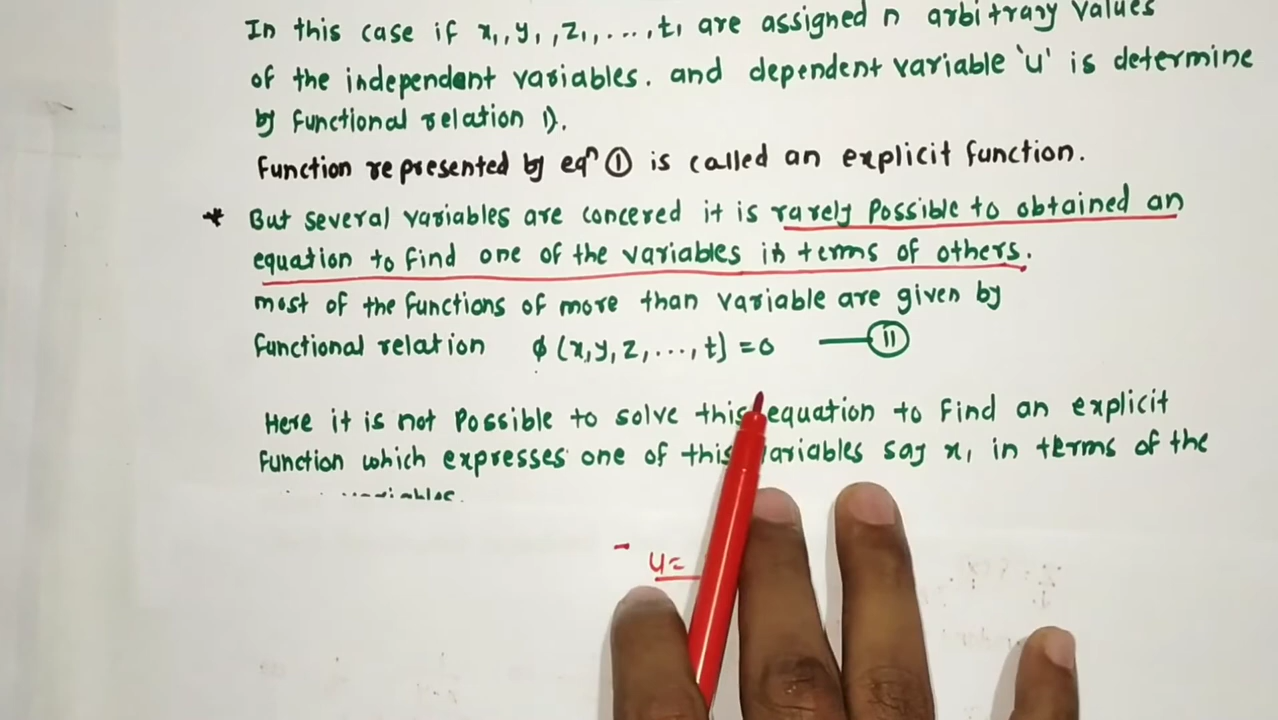 In this case if x₁, y₁, z₁, ..., t₁ are assigned n arbitrary values
of the independent variables. and dependent variable 'u' is determine
by functional relation 1).
Function represented by eqⁿ ① is called an explicit function.
* But several variables are concered it is rarely possible to obtained an
equation to find one of the variables in terms of others.
most of the functions of more than variable are given by
functional relation ϕ (x, y, z, ..., t) = 0 — ⑪
Here it is not possible to solve this equation to find an explicit
function which expresses one of this variables say x₁ in terms of the
variables.
u=